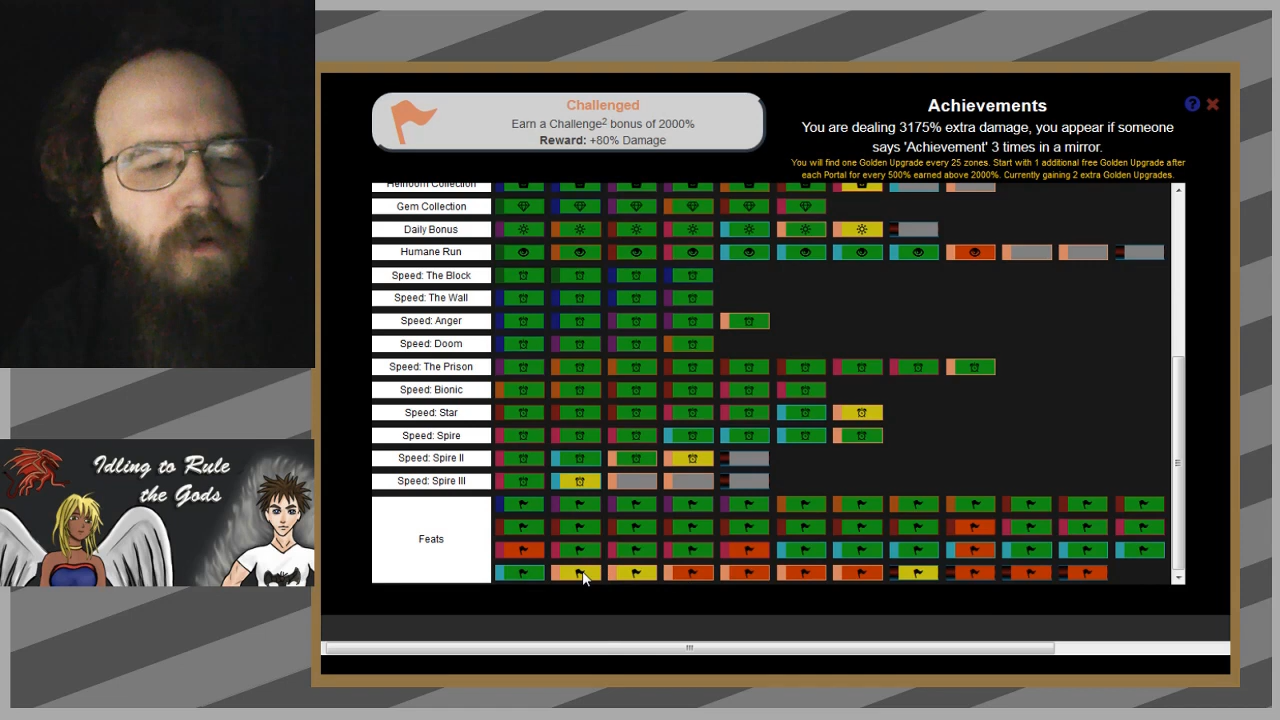 Challenged
Earn a Challenge² bonus of 2000%
Reward: +80% Damage
Achievements
You are dealing 3175% extra damage, you appear if someone
says 'Achievement' 3 times in a mirror.
You will find one Golden Upgrade every 25 zones. Start with 1 additional free Golden Upgrade after
each Portal for every 500% earned above 2000%. Currently gaining 2 extra Golden Upgrades.
Heirloom Collection
Gem Collection
Daily Bonus
Humane Run
Speed: The Block
Speed: The Wall
Speed: Anger
Speed: Doom
Speed: The Prison
Speed: Bionic
Speed: Star
Speed: Spire
Speed: Spire II
Speed: Spire III
Feats
Idling to Rule
the Gods